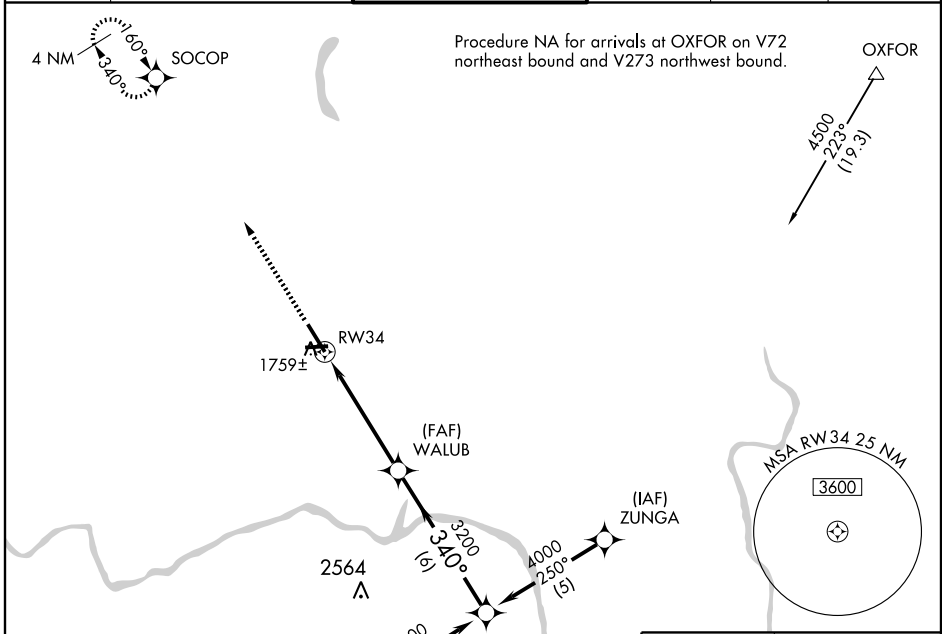 160°
4 NM
340°
SOCOP
Procedure NA for arrivals at OXFOR on V72
northeast bound and V273 northwest bound.
OXFOR
4500
223°
(19.3)
RW34
1759±
(FAF)
WALUB
MSA RW34 25 NM
3600
(IAF)
ZUNGA
3200
340°
(6)
4000
250°
(5)
2564